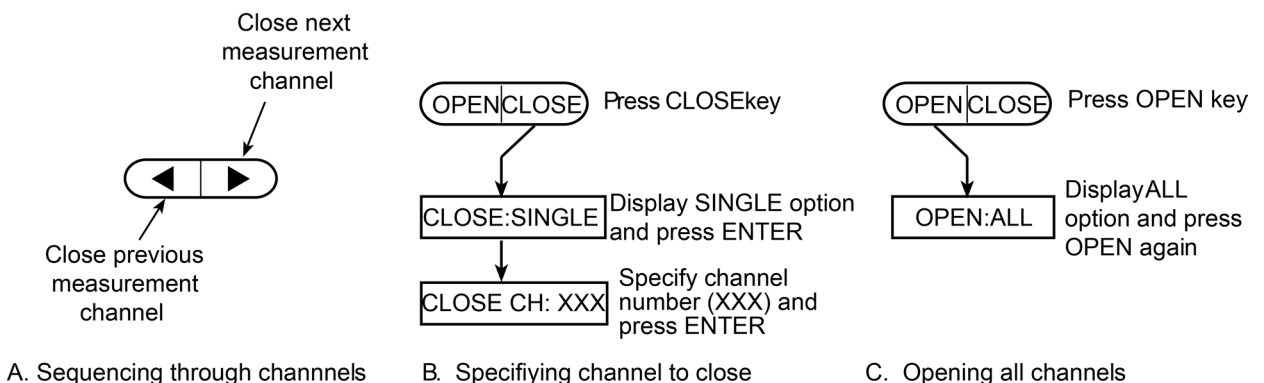 Close next
measurement
channel
Close previous
measurement
channel
A. Sequencing through channnels
OPEN CLOSE
Press CLOSEkey
CLOSE:SINGLE
Display SINGLE option
and press ENTER
CLOSE CH: XXX
Specify channel
number (XXX) and
press ENTER
B. Specifiying channel to close
OPEN CLOSE
Press OPEN key
OPEN:ALL
DisplayALL
option and press
OPEN again
C. Opening all channels